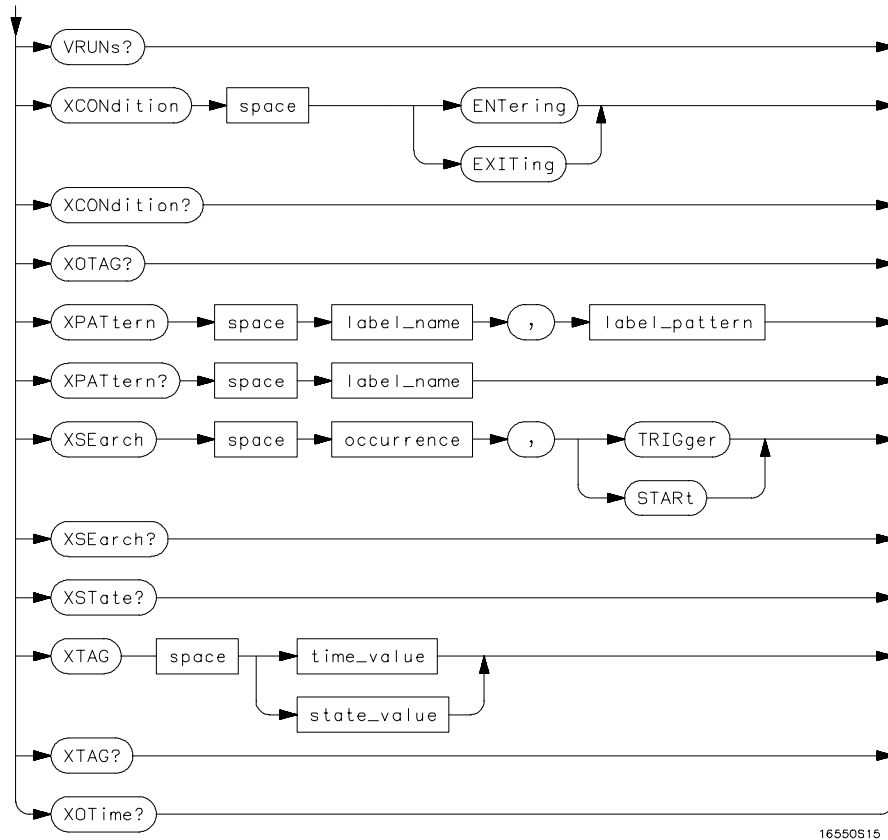 VRUNs?
XCONdition space ENTering
EXITing
XCONdition?
XOTAG?
XPATtern space label_name , label_pattern
XPATtern? space label_name
XSEarch space occurrence , TRIGger
STARt
XSEarch?
XSTate?
XTAG space time_value
state_value
XTAG?
XOTime?
16550S15